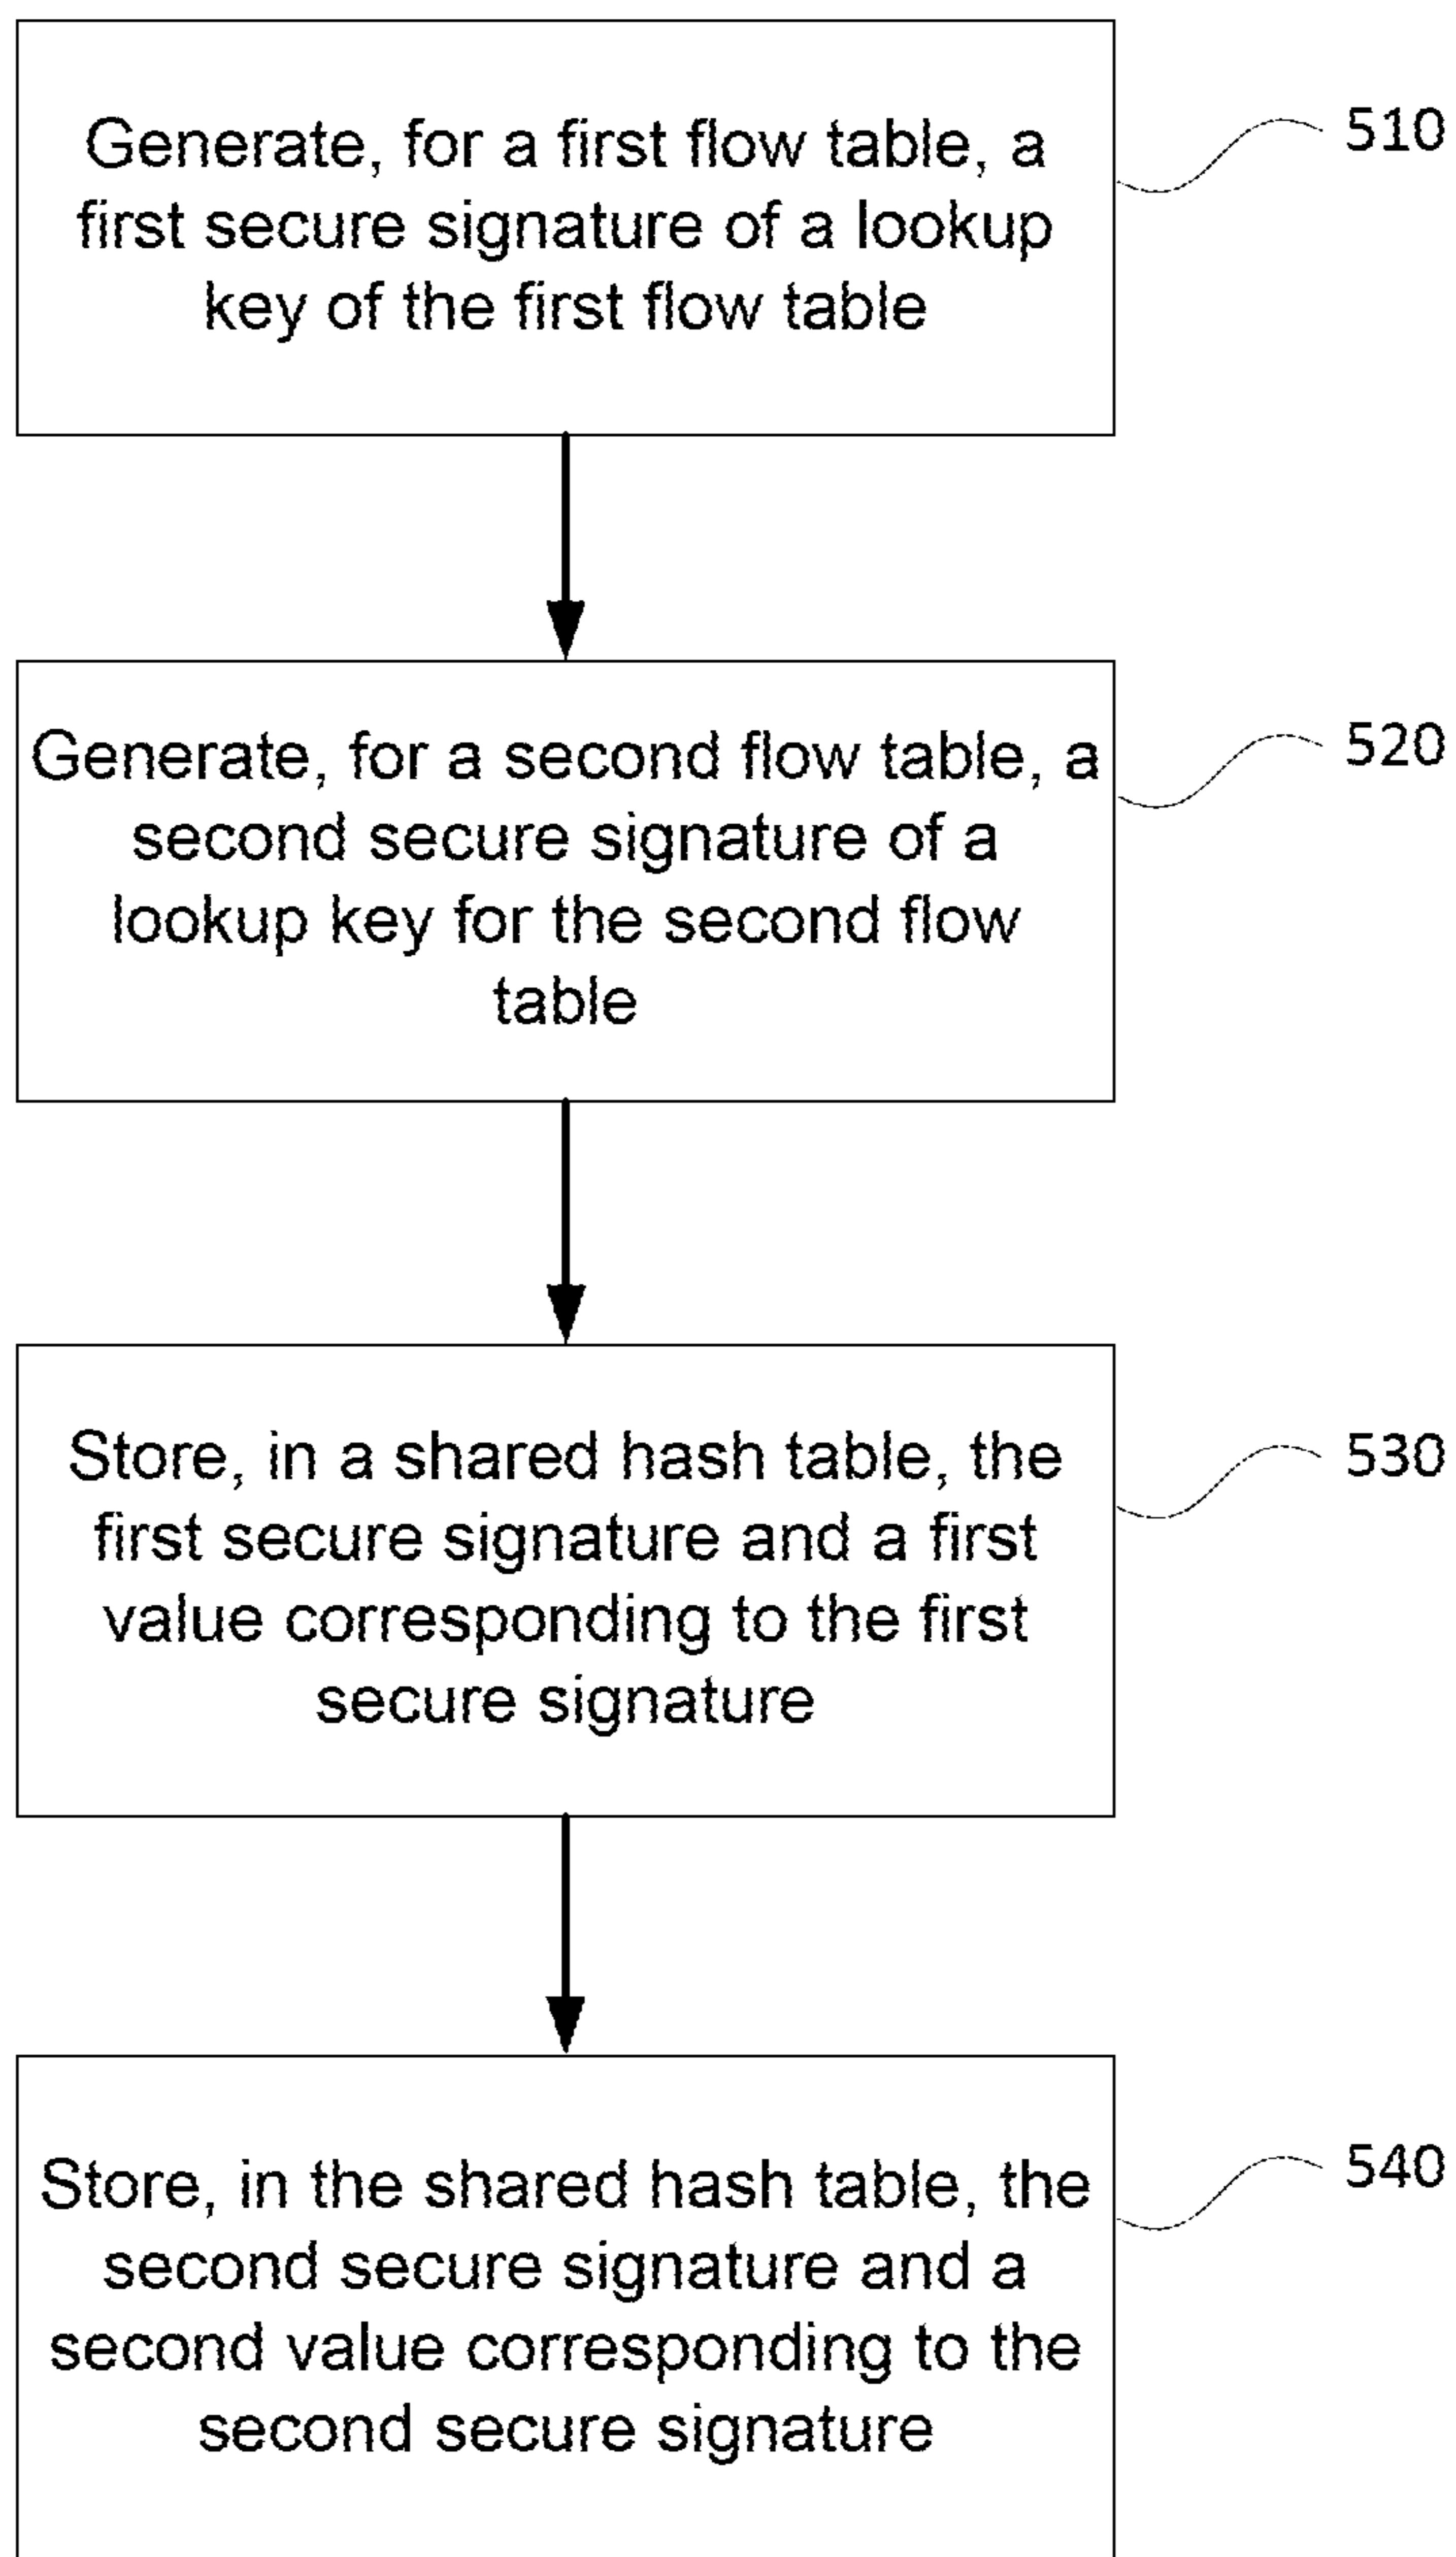 Generate, for a first flow table, a
first secure signature of a lookup
key of the first flow table
510
Generate, for a second flow table, a
second secure signature of a
lookup key for the second flow
table
520
Store, in a shared hash table, the
first secure signature and a first
value corresponding to the first
secure signature
530
Store, in the shared hash table, the
second secure signature and a
second value corresponding to the
second secure signature
540